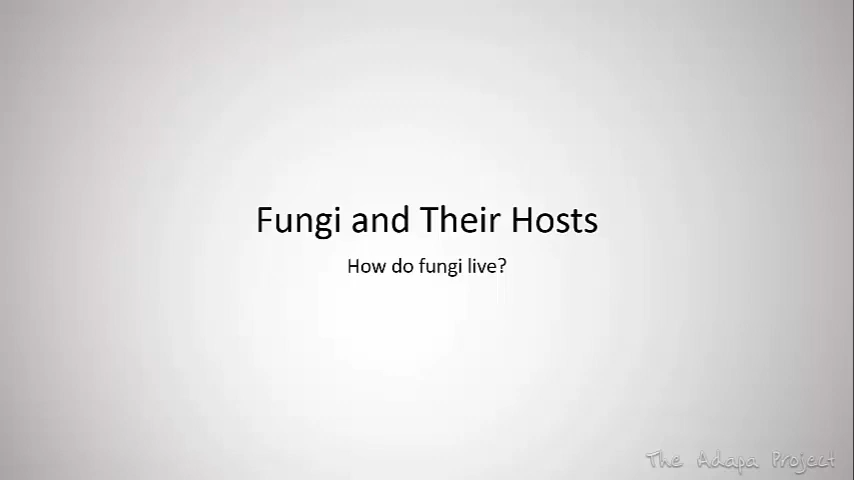 Fungi and Their Hosts
How do fungi live?
The Adapa Project